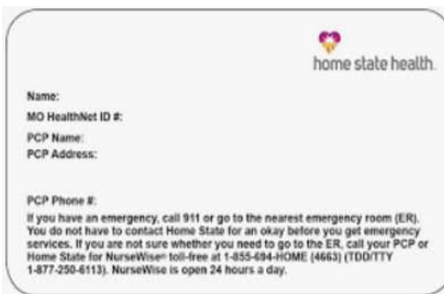 home state health.
Name:
MO HealthNet ID #:
PCP Name:
PCP Address:
PCP Phone #:
If you have an emergency, call 911 or go to the nearest emergency room (ER).
You do not have to contact Home State for an okay before you get emergency
services. If you are not sure whether you need to go to the ER, call your PCP or
Home State for NurseWise® toll-free at 1-855-694-HOME (4663) (TDD/TTY
1-877-250-6113). NurseWise is open 24 hours a day.